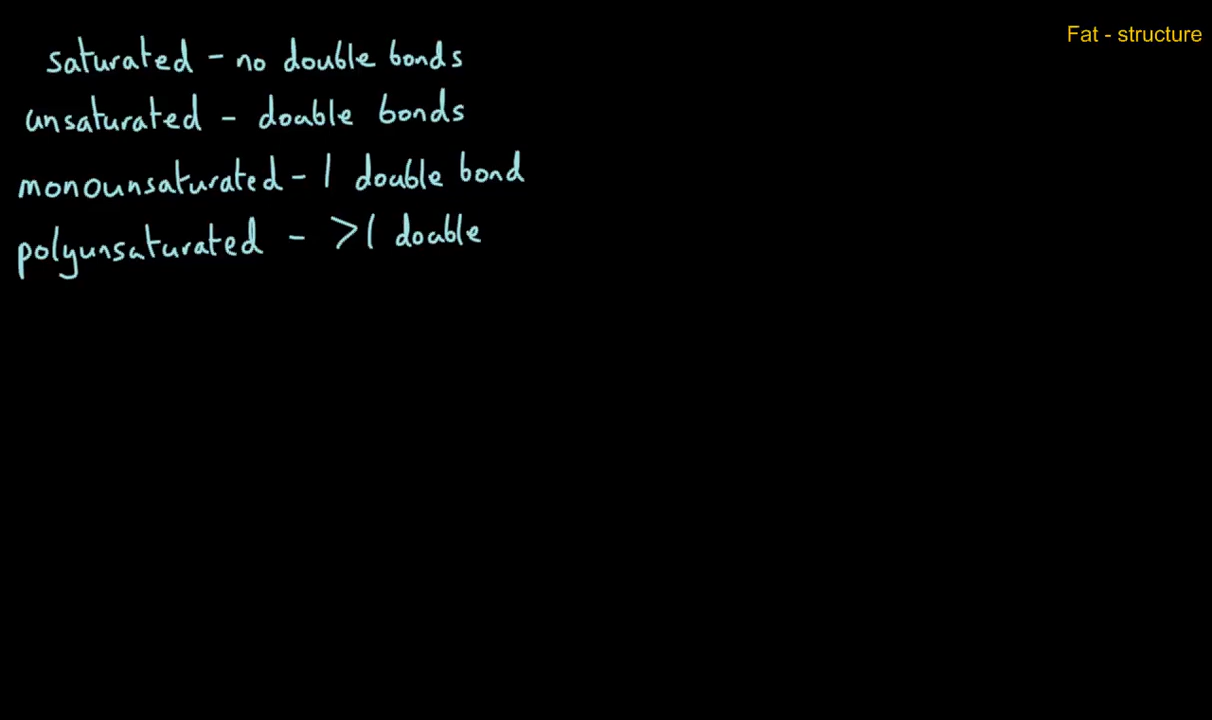 Fat - structure
saturated - no double bonds
unsaturated - double bonds
monounsaturated - 1 double bond
polyunsaturated - >1 double